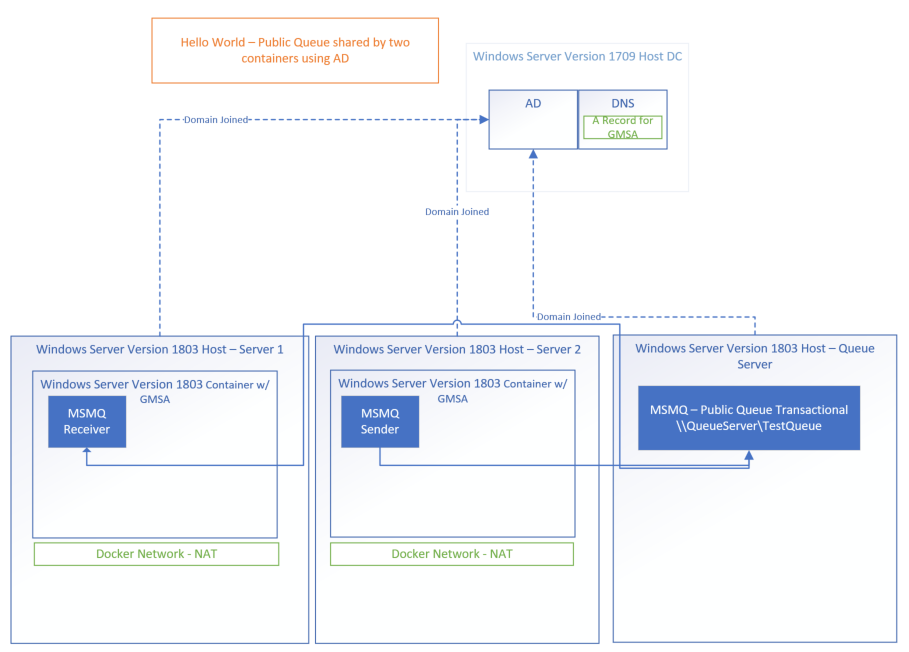 Hello World – Public Queue shared by two
containers using AD
Windows Server Version 1709 Host DC
AD
DNS
A Record for
GMSA
Domain Joined
Domain Joined
Domain Joined
Windows Server Version 1803 Host – Server 1
Windows Server Version 1803 Container w/
GMSA
MSMQ
Receiver
Docker Network - NAT
Windows Server Version 1803 Host – Server 2
Windows Server Version 1803 Container w/
GMSA
MSMQ
Sender
Docker Network - NAT
Windows Server Version 1803 Host – Queue
Server
MSMQ – Public Queue Transactional
\\QueueServer\TestQueue